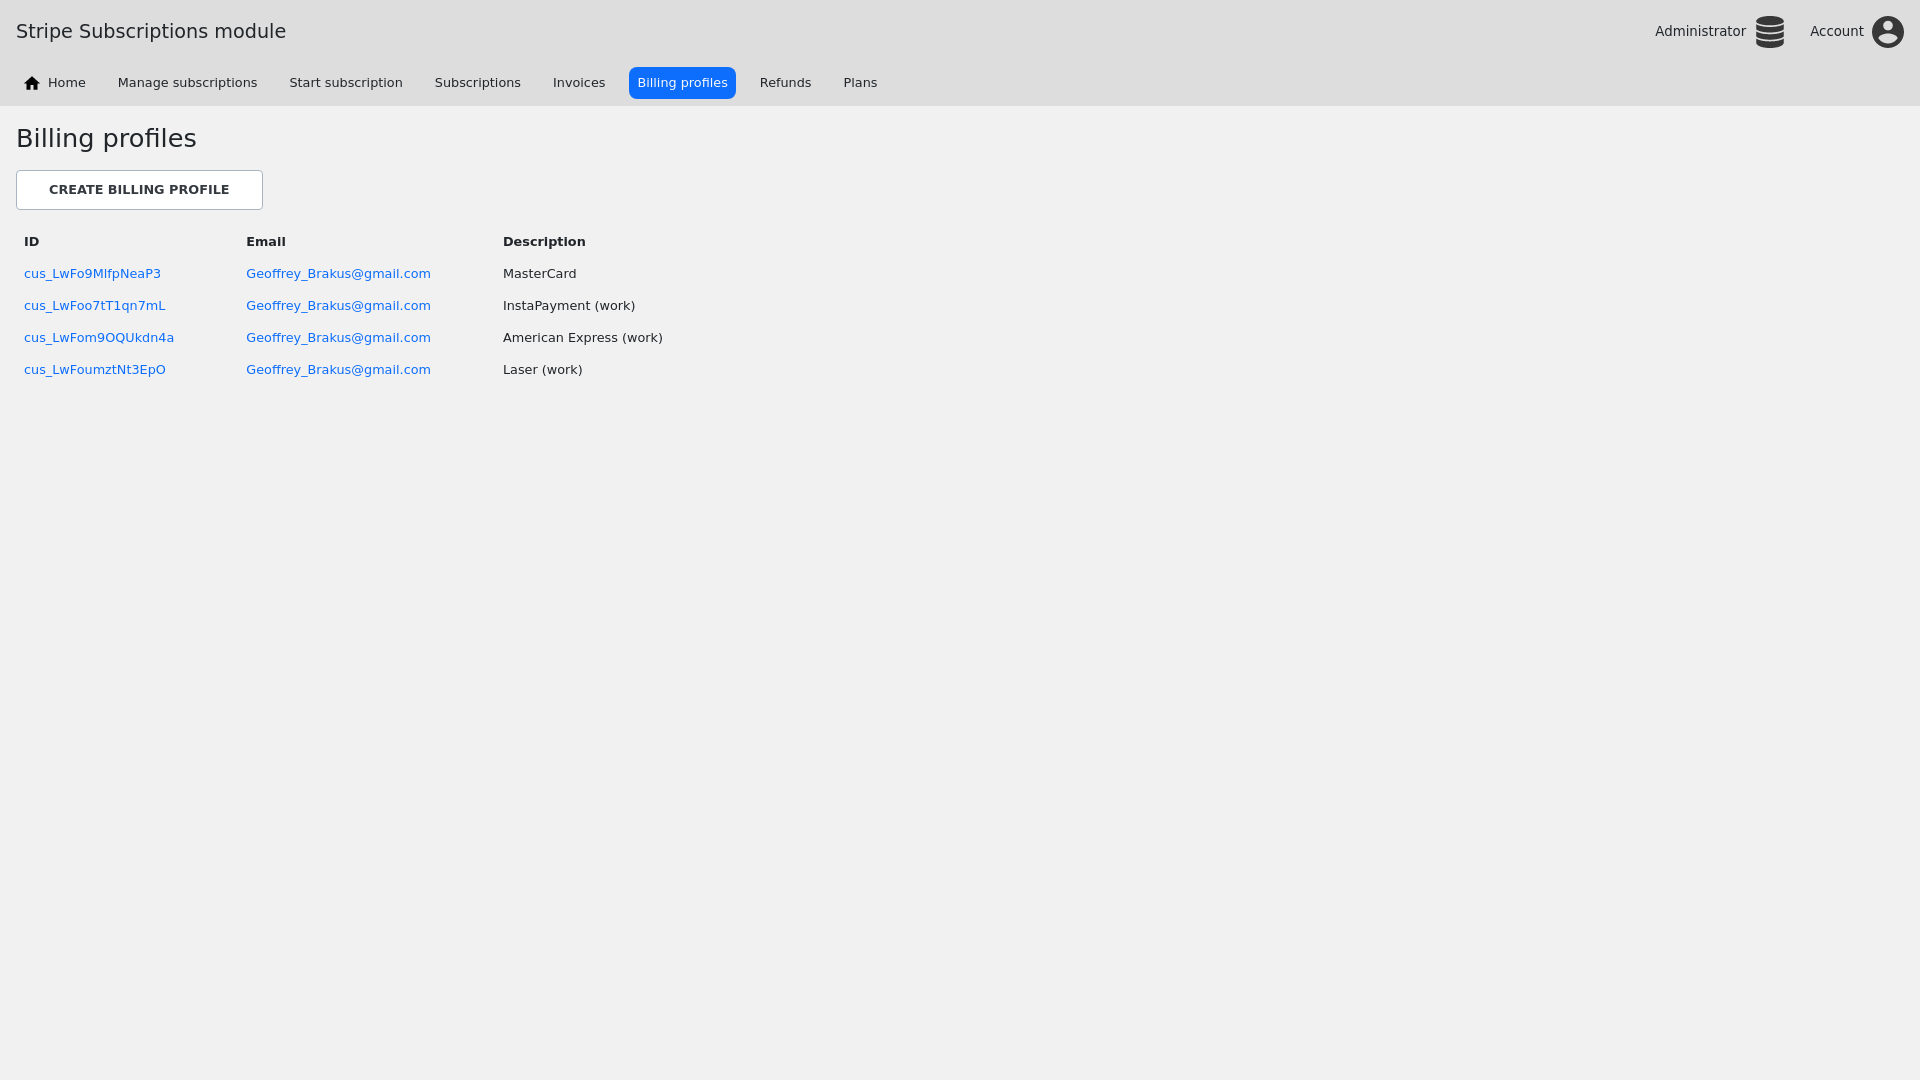 Stripe Subscriptions module
Administrator
Account
Home Manage subscriptions Start subscription Subscriptions Invoices Billing profiles Refunds Plans
Billing profiles
CREATE BILLING PROFILE
ID Email Description
cus_LwFo9MlfpNeaP3 Geoffrey_Brakus@gmail.com MasterCard
cus_LwFoo7tT1qn7mL Geoffrey_Brakus@gmail.com InstaPayment (work)
cus_LwFom9OQUkdn4a Geoffrey_Brakus@gmail.com American Express (work)
cus_LwFoumztNt3EpO Geoffrey_Brakus@gmail.com Laser (work)